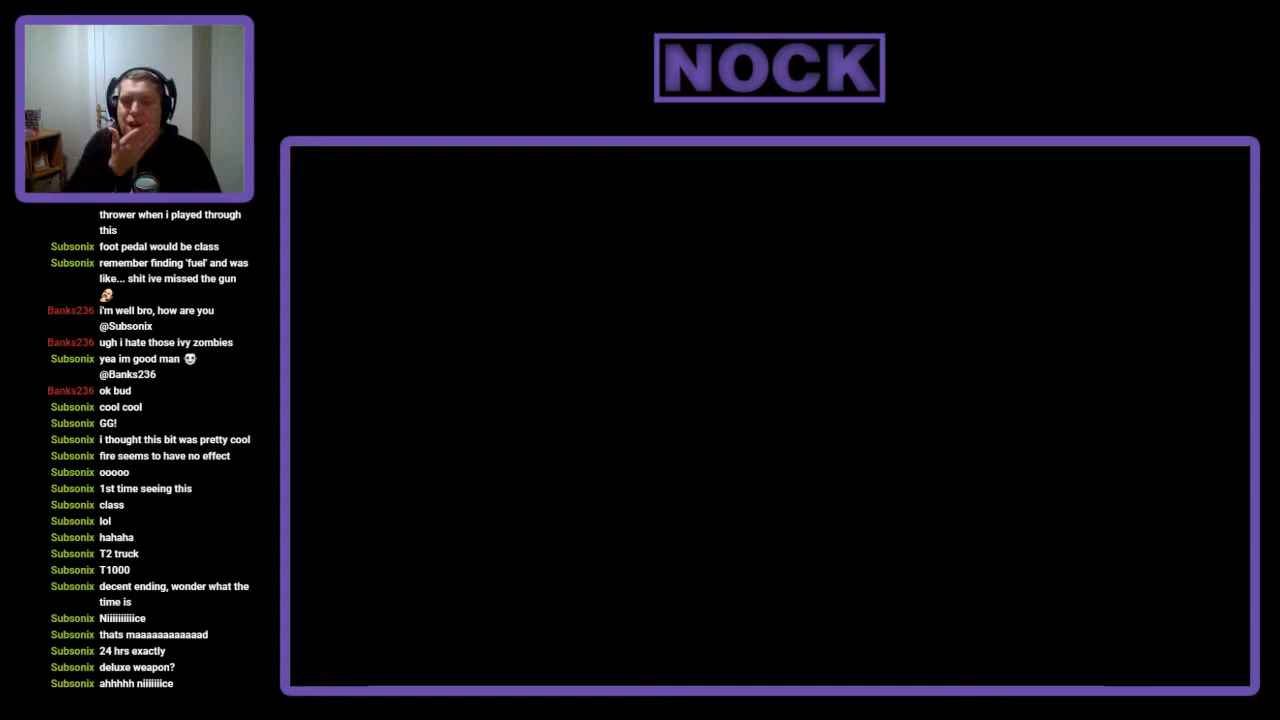 NOCK
thrower when i played through
this
Subsonix foot pedal would be class
Subsonix remember finding 'fuel' and was
like... shit ive missed the gun
Banks236 i'm well bro, how are you
@Subsonix
Banks236 ugh i hate those ivy zombies
Subsonix yea im good man
@Banks236
Banks236 ok bud
Subsonix cool cool
Subsonix GG!
Subsonix i thought this bit was pretty cool
Subsonix fire seems to have no effect
Subsonix ooooo
Subsonix 1st time seeing this
Subsonix class
Subsonix lol
Subsonix hahaha
Subsonix T2 truck
Subsonix T1000
Subsonix decent ending, wonder what the
time is
Subsonix Niiiiiiiiiice
Subsonix thats maaaaaaaaaaaad
Subsonix 24 hrs exactly
Subsonix deluxe weapon?
Subsonix ahhhhh niiiiiiice